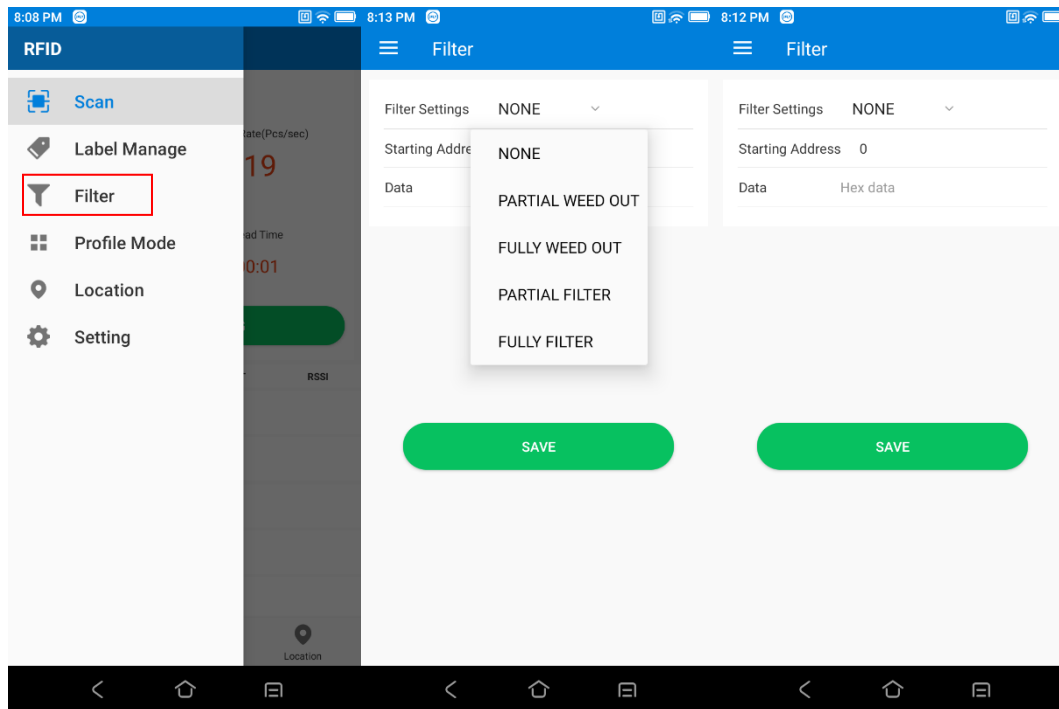 8:08 PM
RFID
Scan
Label Manage
Filter
Profile Mode
Location
Setting
Rate(Pcs/sec)
19
ead Time
00:01
RSSI
Location
8:13 PM
Filter
Filter Settings NONE
Starting Addre
Data
NONE
PARTIAL WEED OUT
FULLY WEED OUT
PARTIAL FILTER
FULLY FILTER
SAVE
8:12 PM
Filter
Filter Settings NONE
Starting Address 0
Data Hex data
SAVE